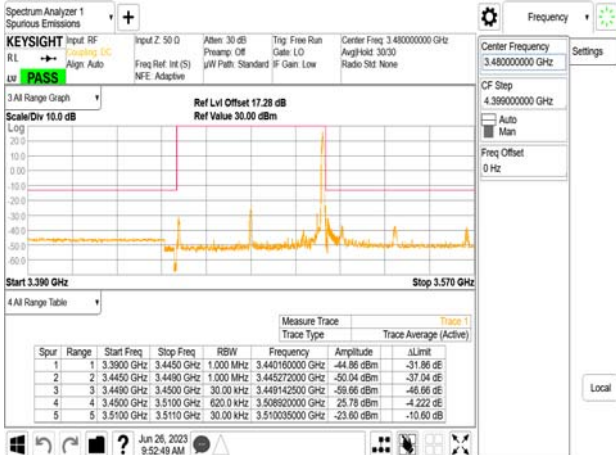 Spectrum Analyzer 1
Spurious Emissions
+
Frequency
KEYSIGHT Input: RF
Coupling: DC
Align: Auto
Input Z: 50 Ω
Freq Ref: Int (S)
NFE: Adaptive
Atten: 30 dB
Preamp: Off
µW Path: Standard
Trig: Free Run
Gate: LO
IF Gain: Low
Center Freq: 3.480000000 GHz
Avg|Hold: 30/30
Radio Std: None
RL
LV PASS
3 All Range Graph
Scale/Div 10.0 dB
Ref Lvl Offset 17.28 dB
Ref Value 30.00 dBm
Log
20.0
10.0
0.00
-10.0
-20.0
-30.0
-40.0
-50.0
-60.0
Start 3.390 GHz
Stop 3.570 GHz
4 All Range Table
Measure Trace Trace 1
Trace Type Trace Average (Active)
Spur Range Start Freq Stop Freq RBW Frequency Amplitude ΔLimit
1 1 3.3900 GHz 3.4450 GHz 1.000 MHz 3.440160000 GHz -44.86 dBm -31.86 dE
2 2 3.4450 GHz 3.4490 GHz 1.000 MHz 3.445272000 GHz -50.04 dBm -37.04 dE
3 3 3.4490 GHz 3.4500 GHz 30.00 kHz 3.449142500 GHz -59.66 dBm -46.66 dE
4 4 3.4500 GHz 3.5100 GHz 620.0 kHz 3.508920000 GHz 25.78 dBm -4.222 dE
5 5 3.5100 GHz 3.5110 GHz 30.00 kHz 3.510035000 GHz -23.60 dBm -10.60 dB
?
Jun 26, 2023
9:52:49 AM
Center Frequency
3.480000000 GHz
CF Step
4.399000000 GHz
Auto
Man
Freq Offset
0 Hz
Settings
Local